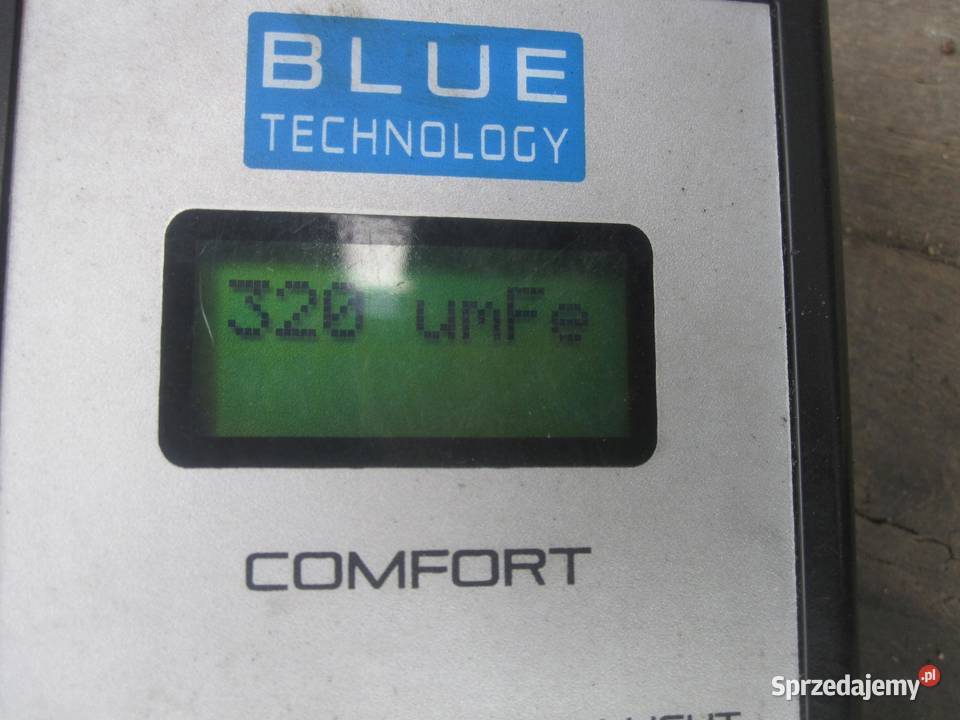 BLUE
TECHNOLOGY
320 umFe
COMFORT
Sprzedajemy.pl